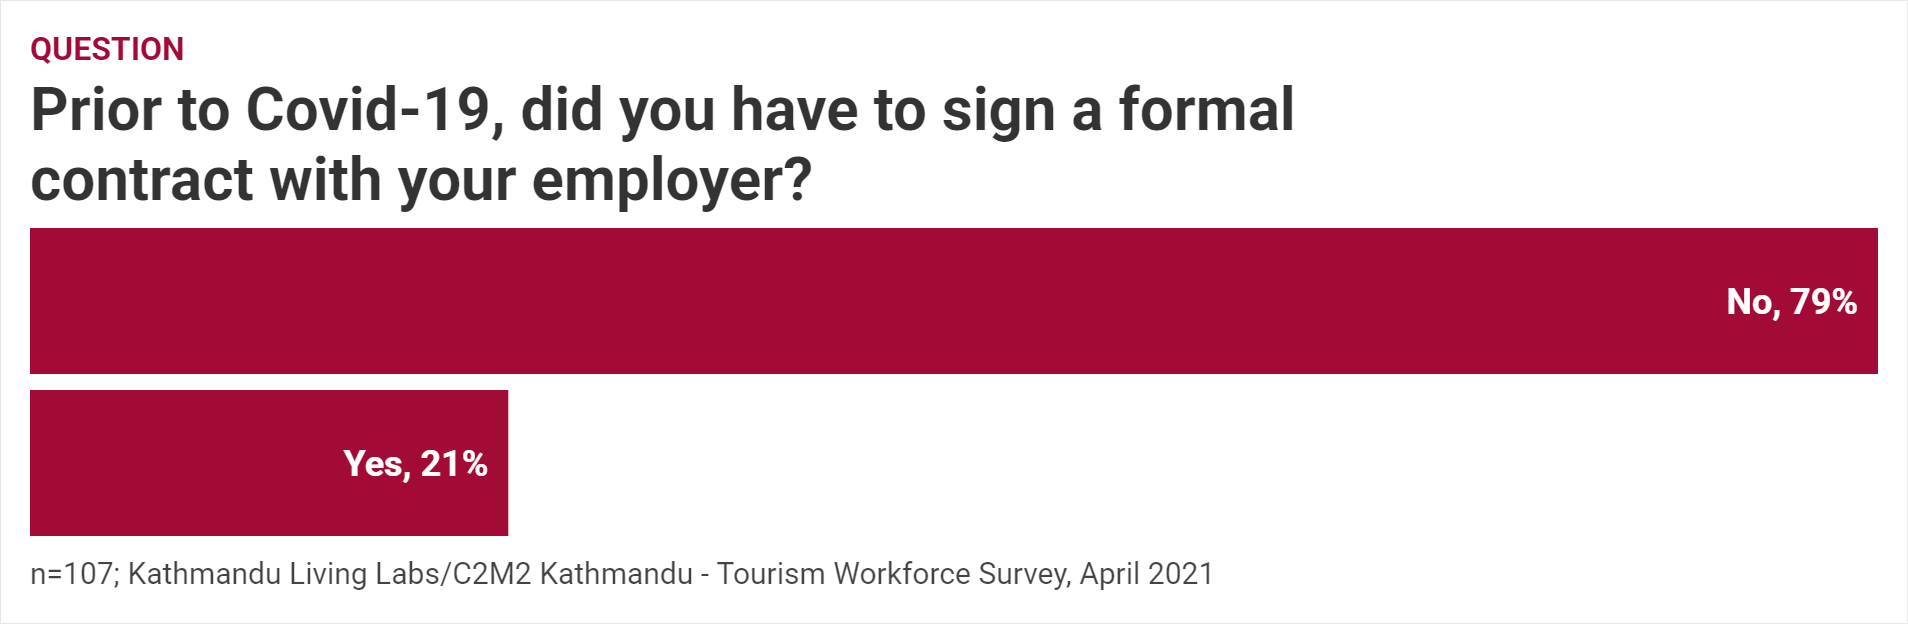 QUESTION
Prior to Covid-19, did you have to sign a formal
contract with your employer?
No, 79%
Yes, 21%
n=107; Kathmandu Living Labs/C2M2 Kathmandu - Tourism Workforce Survey, April 2021